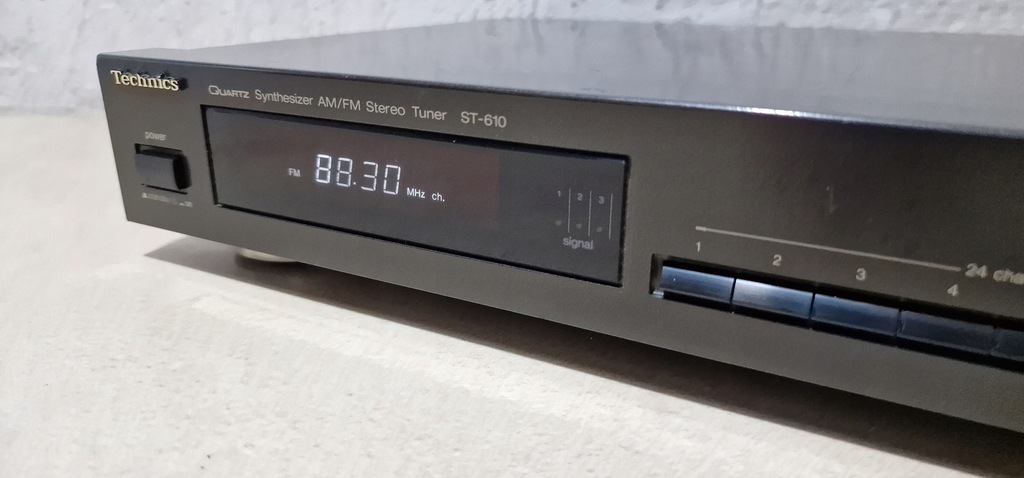 Technics
QUARTZ Synthesizer AM/FM Stereo Tuner ST-610
power
FM 88.30 MHz ch.
1 2 3
signal
1 2 3 4
24